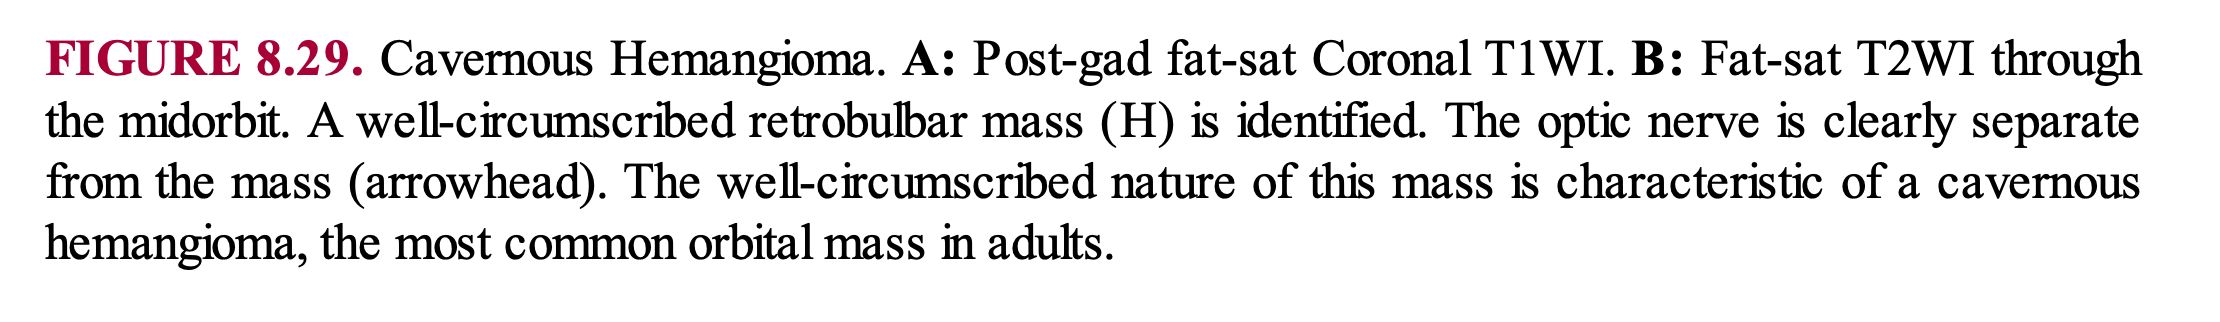 FIGURE 8.29. Cavernous Hemangioma. A: Post-gad fat-sat Coronal T1WI. B: Fat-sat T2WI through
the midorbit. A well-circumscribed retrobulbar mass (H) is identified. The optic nerve is clearly separate
from the mass (arrowhead). The well-circumscribed nature of this mass is characteristic of a cavernous
hemangioma, the most common orbital mass in adults.